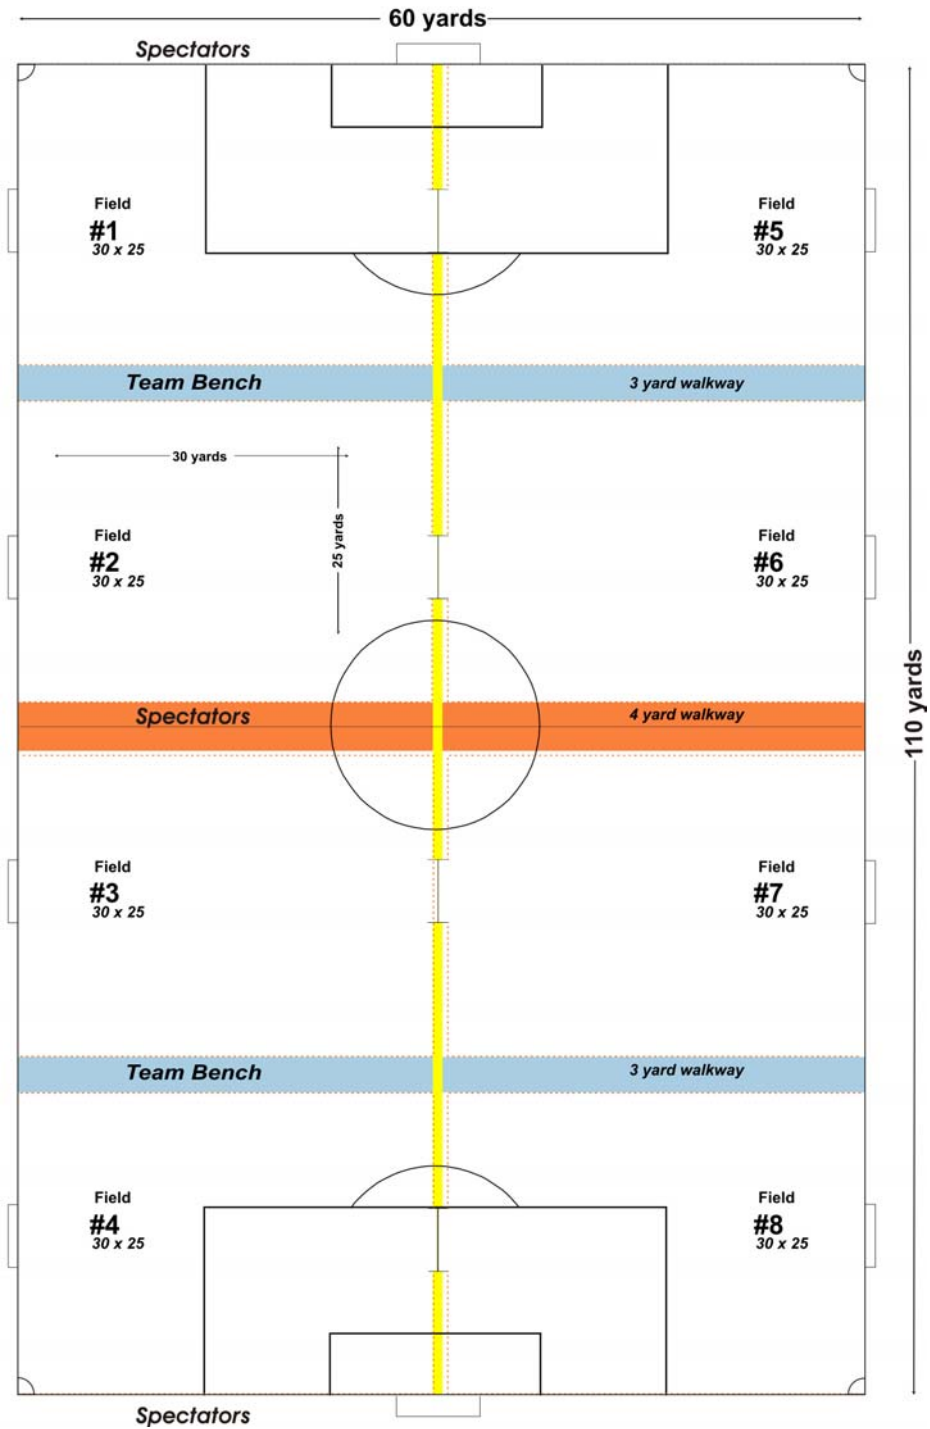 60 yards
Spectators
Field
#1
30 x 25
Field
#5
30 x 25
Team Bench
3 yard walkway
30 yards
25 yards
Field
#2
30 x 25
Field
#6
30 x 25
Spectators
4 yard walkway
110 yards
Field
#3
30 x 25
Field
#7
30 x 25
Team Bench
3 yard walkway
Field
#4
30 x 25
Field
#8
30 x 25
Spectators